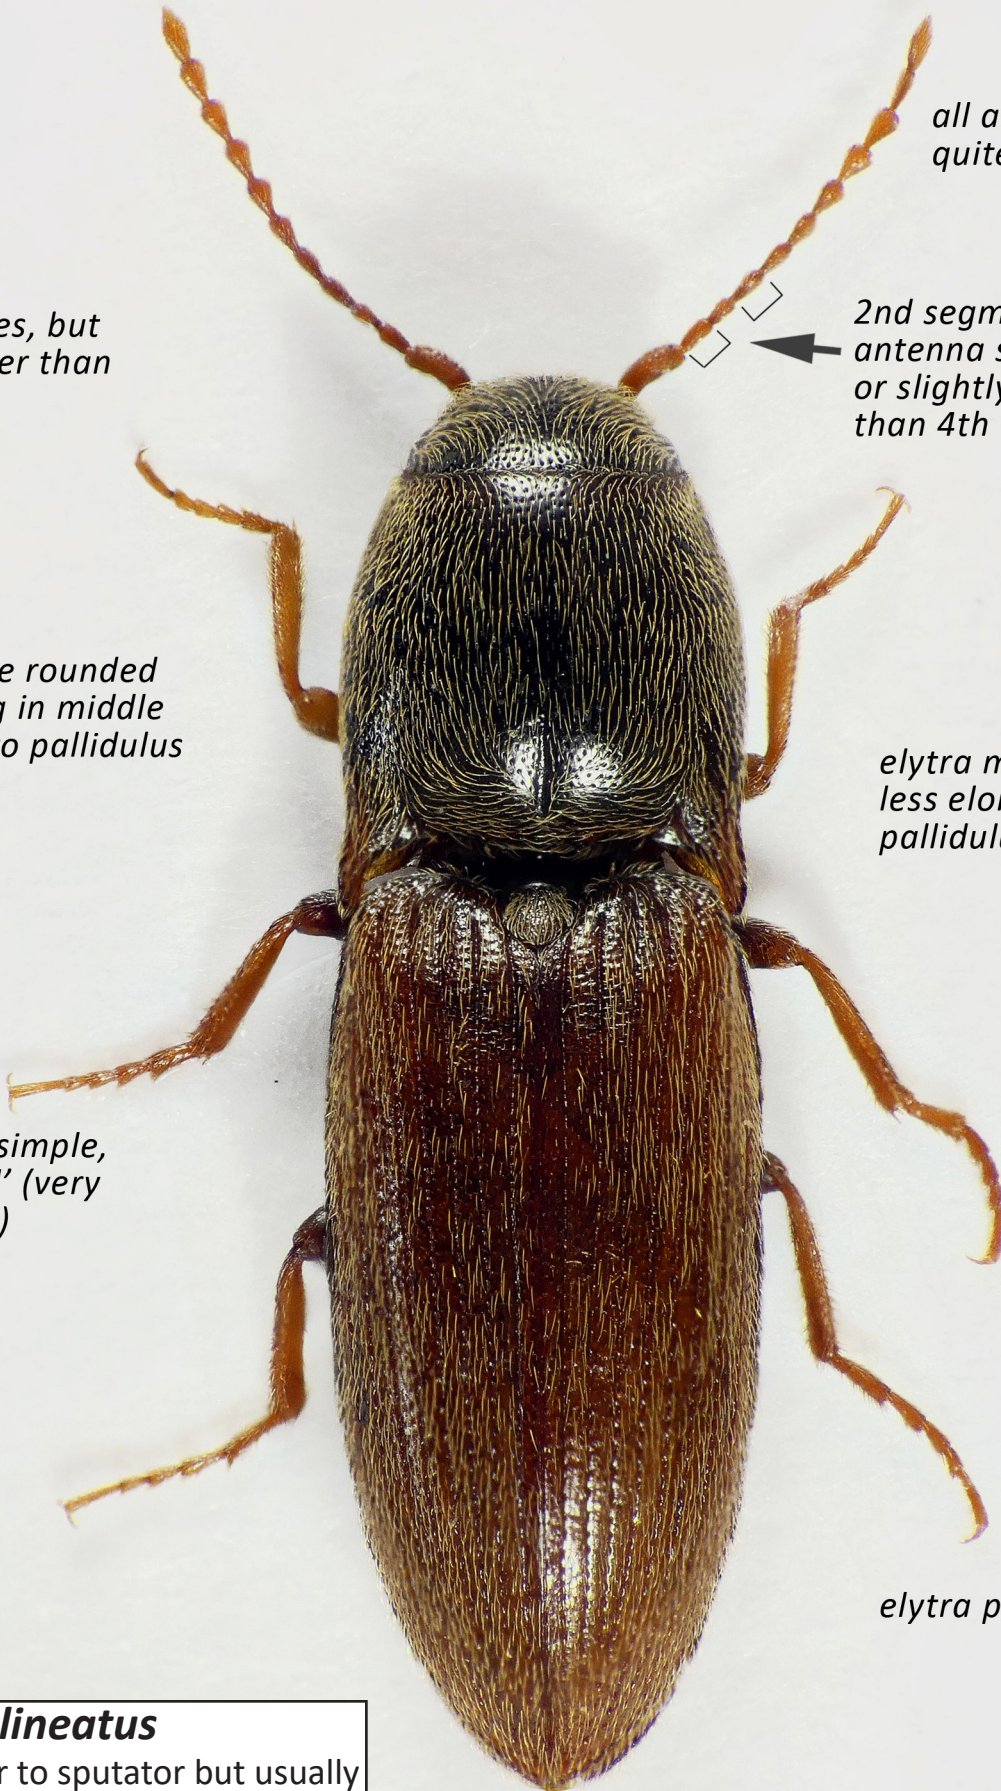 all a
quite
es, but
er than
2nd segm
antenna s
or slightly
than 4th
e rounded
g in middle
o pallidulus
elytra m
less elon
pallidulu
simple,
l’ (very
)
elytra p
lineatus
r to sputator but usually